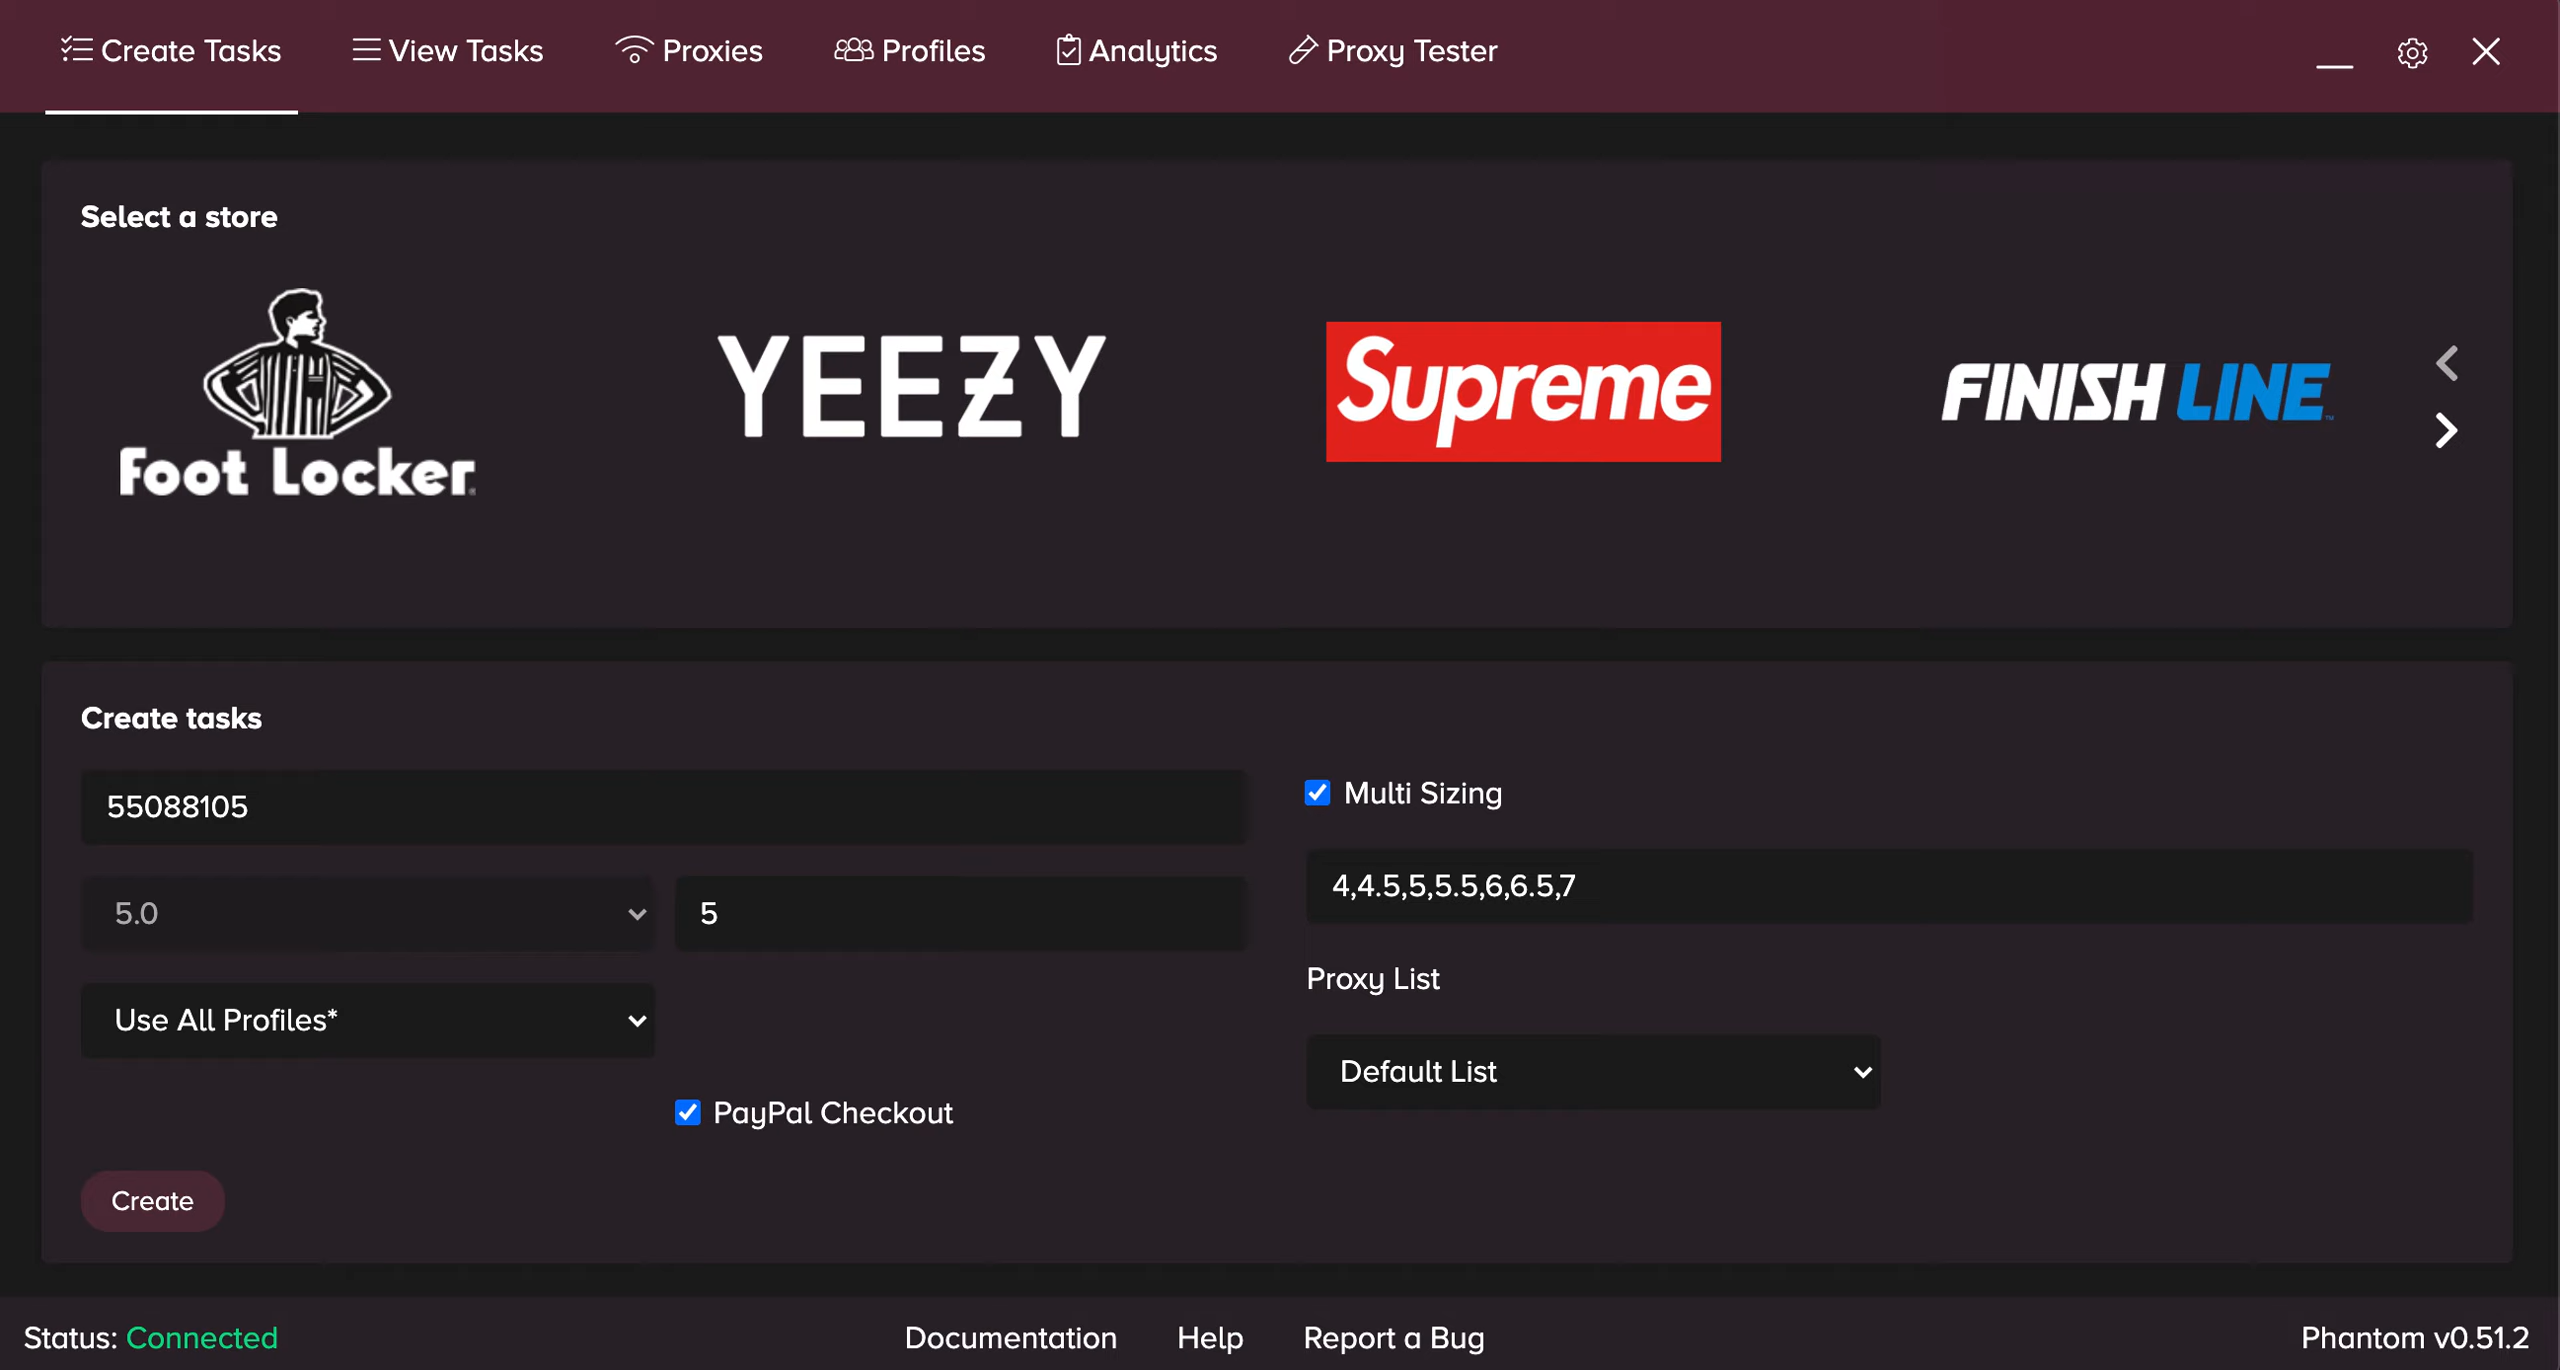 Create Tasks
View Tasks
Proxies
Profiles
Analytics
Proxy Tester
Select a store
Foot Locker
YEEZY
Supreme
FINISH LINE™
Create tasks
55088105
Multi Sizing
5.0
5
4,4.5,5,5.5,6,6.5,7
Proxy List
Use All Profiles*
Default List
PayPal Checkout
Create
Status: Connected
Documentation
Help
Report a Bug
Phantom v0.51.2